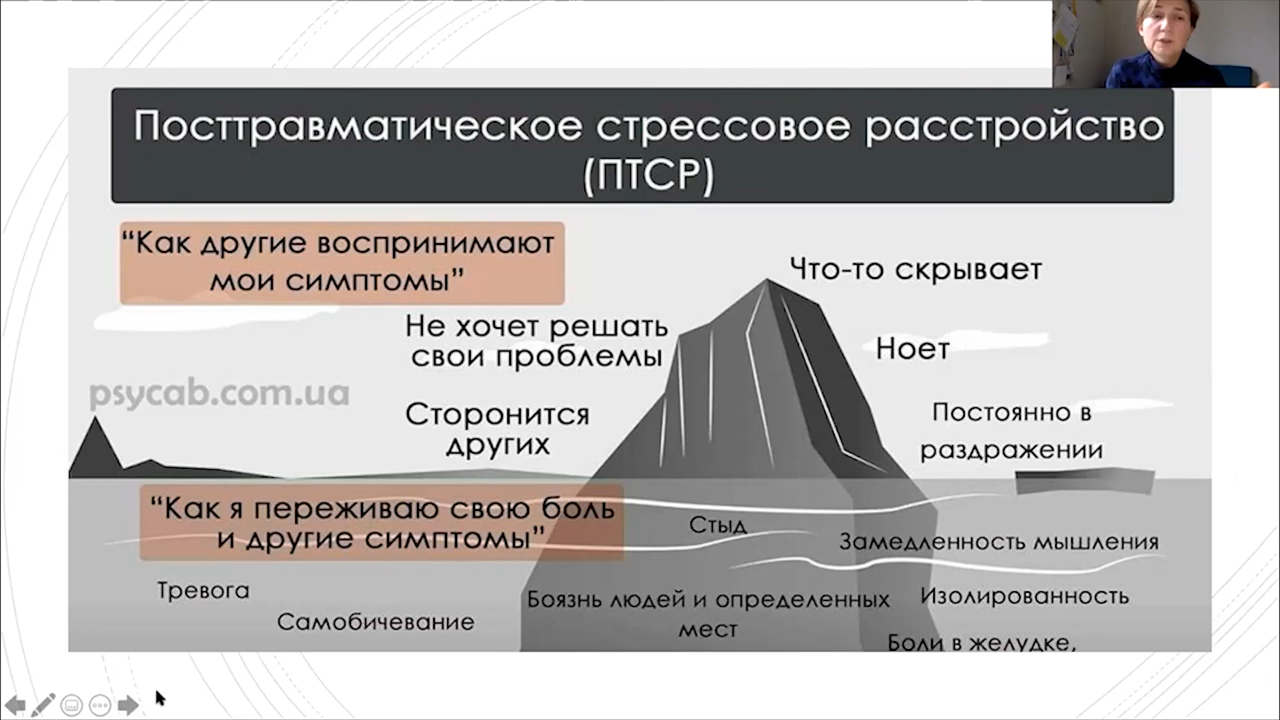 Посттравматическое стрессовое расстройство
(ПТСР)
“Как другие воспринимают
мои симптомы”
Что-то скрывает
Не хочет решать
свои проблемы
Ноет
psycab.com.ua
Сторонится
других
Постоянно в
раздражении
“Как я переживаю свою боль
и другие симптомы”
Стыд
Замедленность мышления
Тревога
Самобичевание
Боязнь людей и определенных
мест
Изолированность
Боли в желудке,